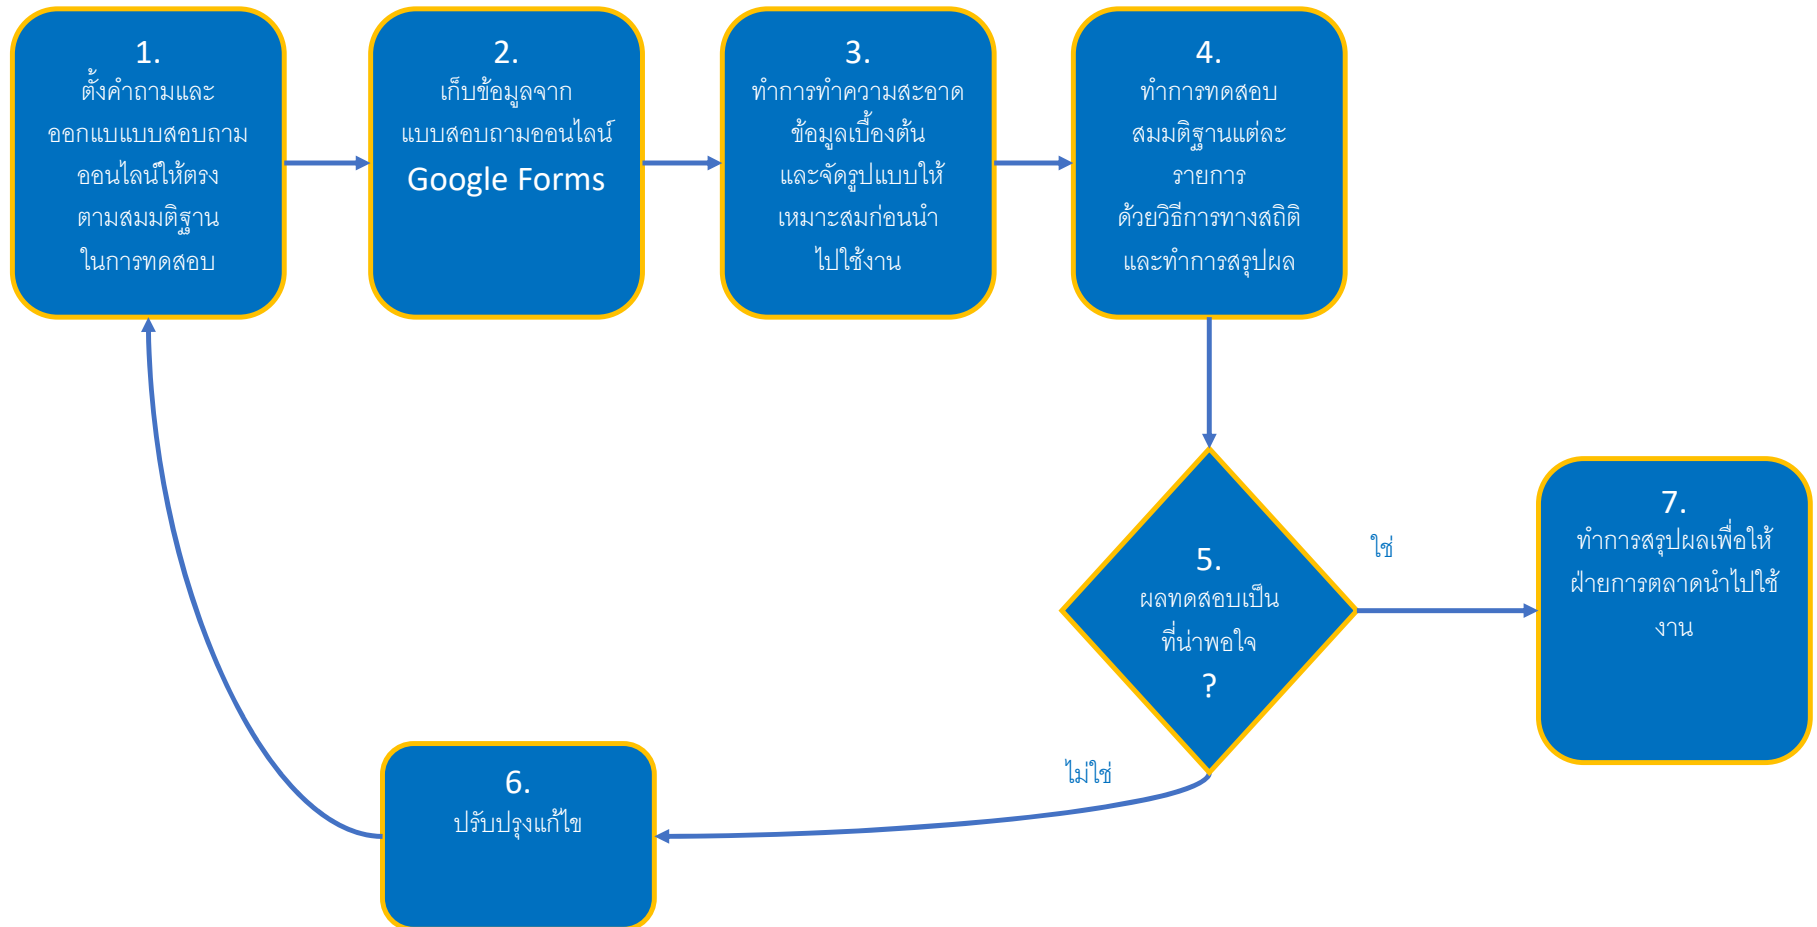 1.
ตั้งคำถามและ
ออกแบแบบสอบถาม
ออนไลน์ให้ตรง
ตามสมมติฐาน
ในการทดสอบ
2.
เก็บข้อมูลจาก
แบบสอบถามออนไลน์
Google Forms
3.
ทำการทำความสะอาด
ข้อมูลเบื้องต้น
และจัดรูปแบบให้
เหมาะสมก่อนนำ
ไปใช้งาน
4.
ทำการทดสอบ
สมมติฐานแต่ละ
รายการ
ด้วยวิธีการทางสถิติ
และทำการสรุปผล
5.
ผลทดสอบเป็น
ที่น่าพอใจ
?
ใช่
7.
ทำการสรุปผลเพื่อให้
ฝ่ายการตลาดนำไปใช้
งาน
ไม่ใช่
6.
ปรับปรุงแก้ไข